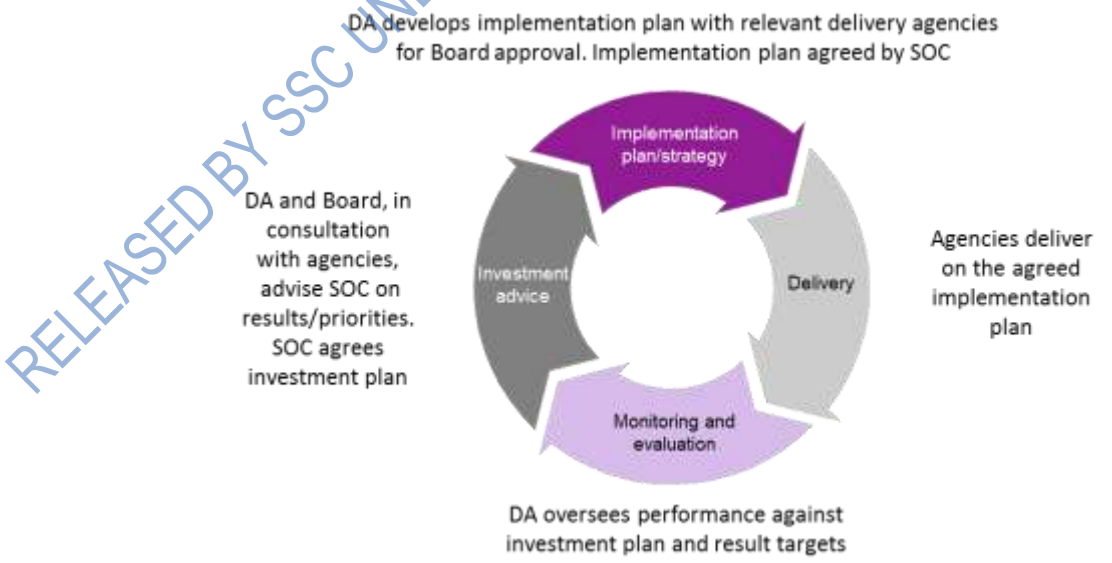 DA develops implementation plan with relevant delivery agencies
for Board approval. Implementation plan agreed by SOC
Implementation
plan/strategy
DA and Board, in
consultation
with agencies,
advise SOC on
results/priorities.
SOC agrees
investment plan
Investment
advice
Delivery
Agencies deliver
on the agreed
implementation
plan
Monitoring and
evaluation
DA oversees performance against
investment plan and result targets
RELEASED BY SSC